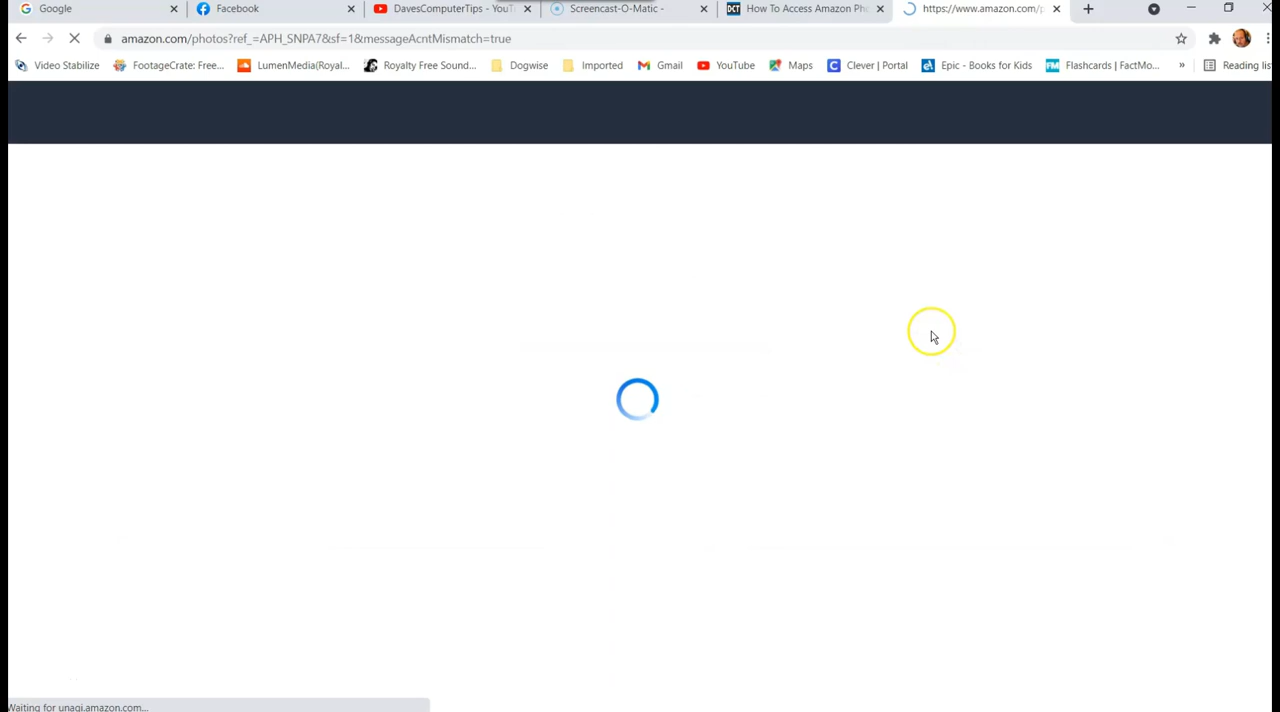 Google
Facebook
DavesComputerTips - YouT
Screencast-O-Matic -
How To Access Amazon Pho
https://www.amazon.com/p
amazon.com/photos?ref_=APH_SNPA7&sf=1&messageAcntMismatch=true
Video Stabilize
FootageCrate: Free...
LumenMedia(Royal...
Royalty Free Sound...
Dogwise
Imported
Gmail
YouTube
Maps
Clever | Portal
Epic - Books for Kids
Flashcards | FactMo...
»
Reading list
Waiting for unagi.amazon.com...